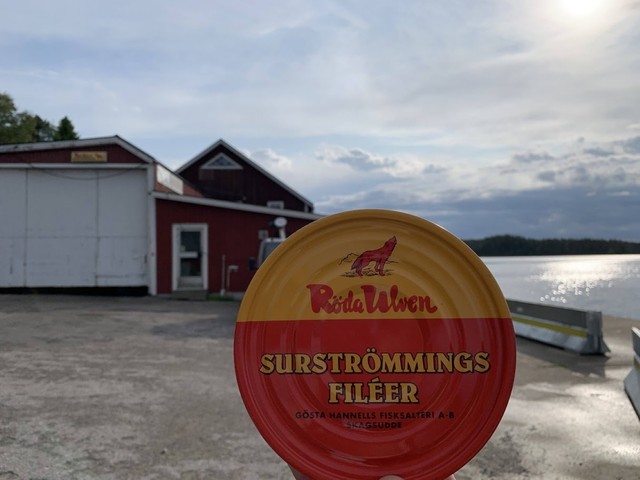 Röda Ulven
SURSTRÖMMINGS
FILÉER
GÖSTA HANNELLS FISKSALTERI A-B
SKAGSUDDE